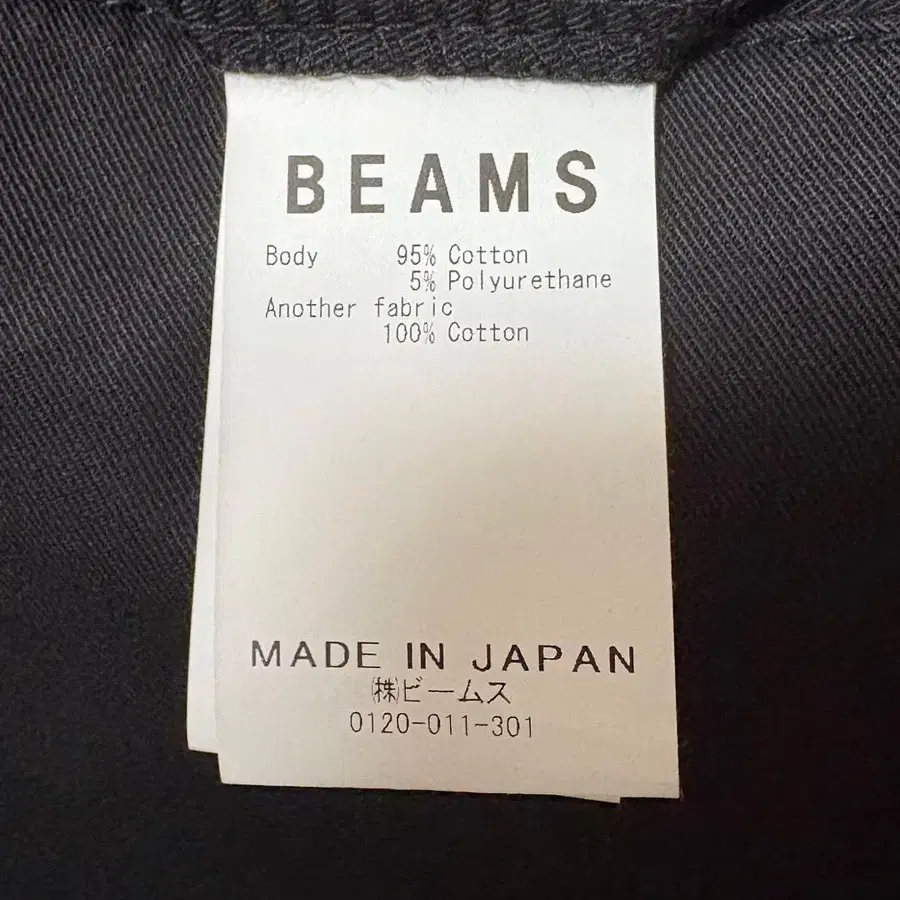 BEAMS
Body 95% Cotton
5% Polyurethane
Another fabric
100% Cotton
MADE IN JAPAN
㈱ビームス
0120-011-301